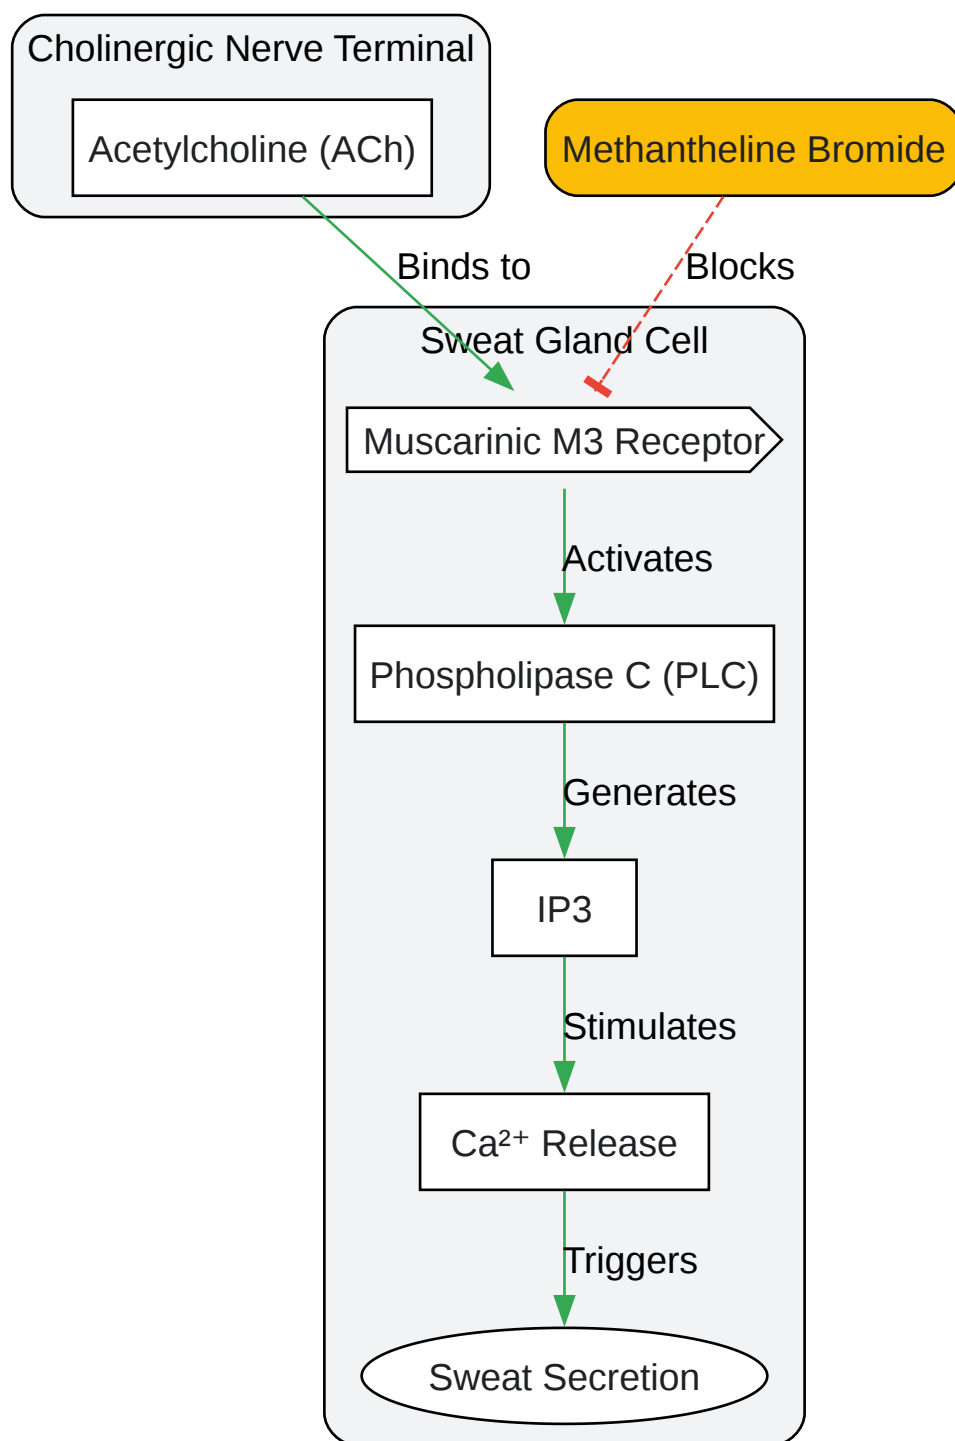 Cholinergic Nerve Terminal
Acetylcholine (ACh)
Methantheline Bromide
Binds to
Blocks
Sweat Gland Cell
Muscarinic M3 Receptor
Activates
Phospholipase C (PLC)
Generates
IP3
Stimulates
Ca²⁺ Release
Triggers
Sweat Secretion